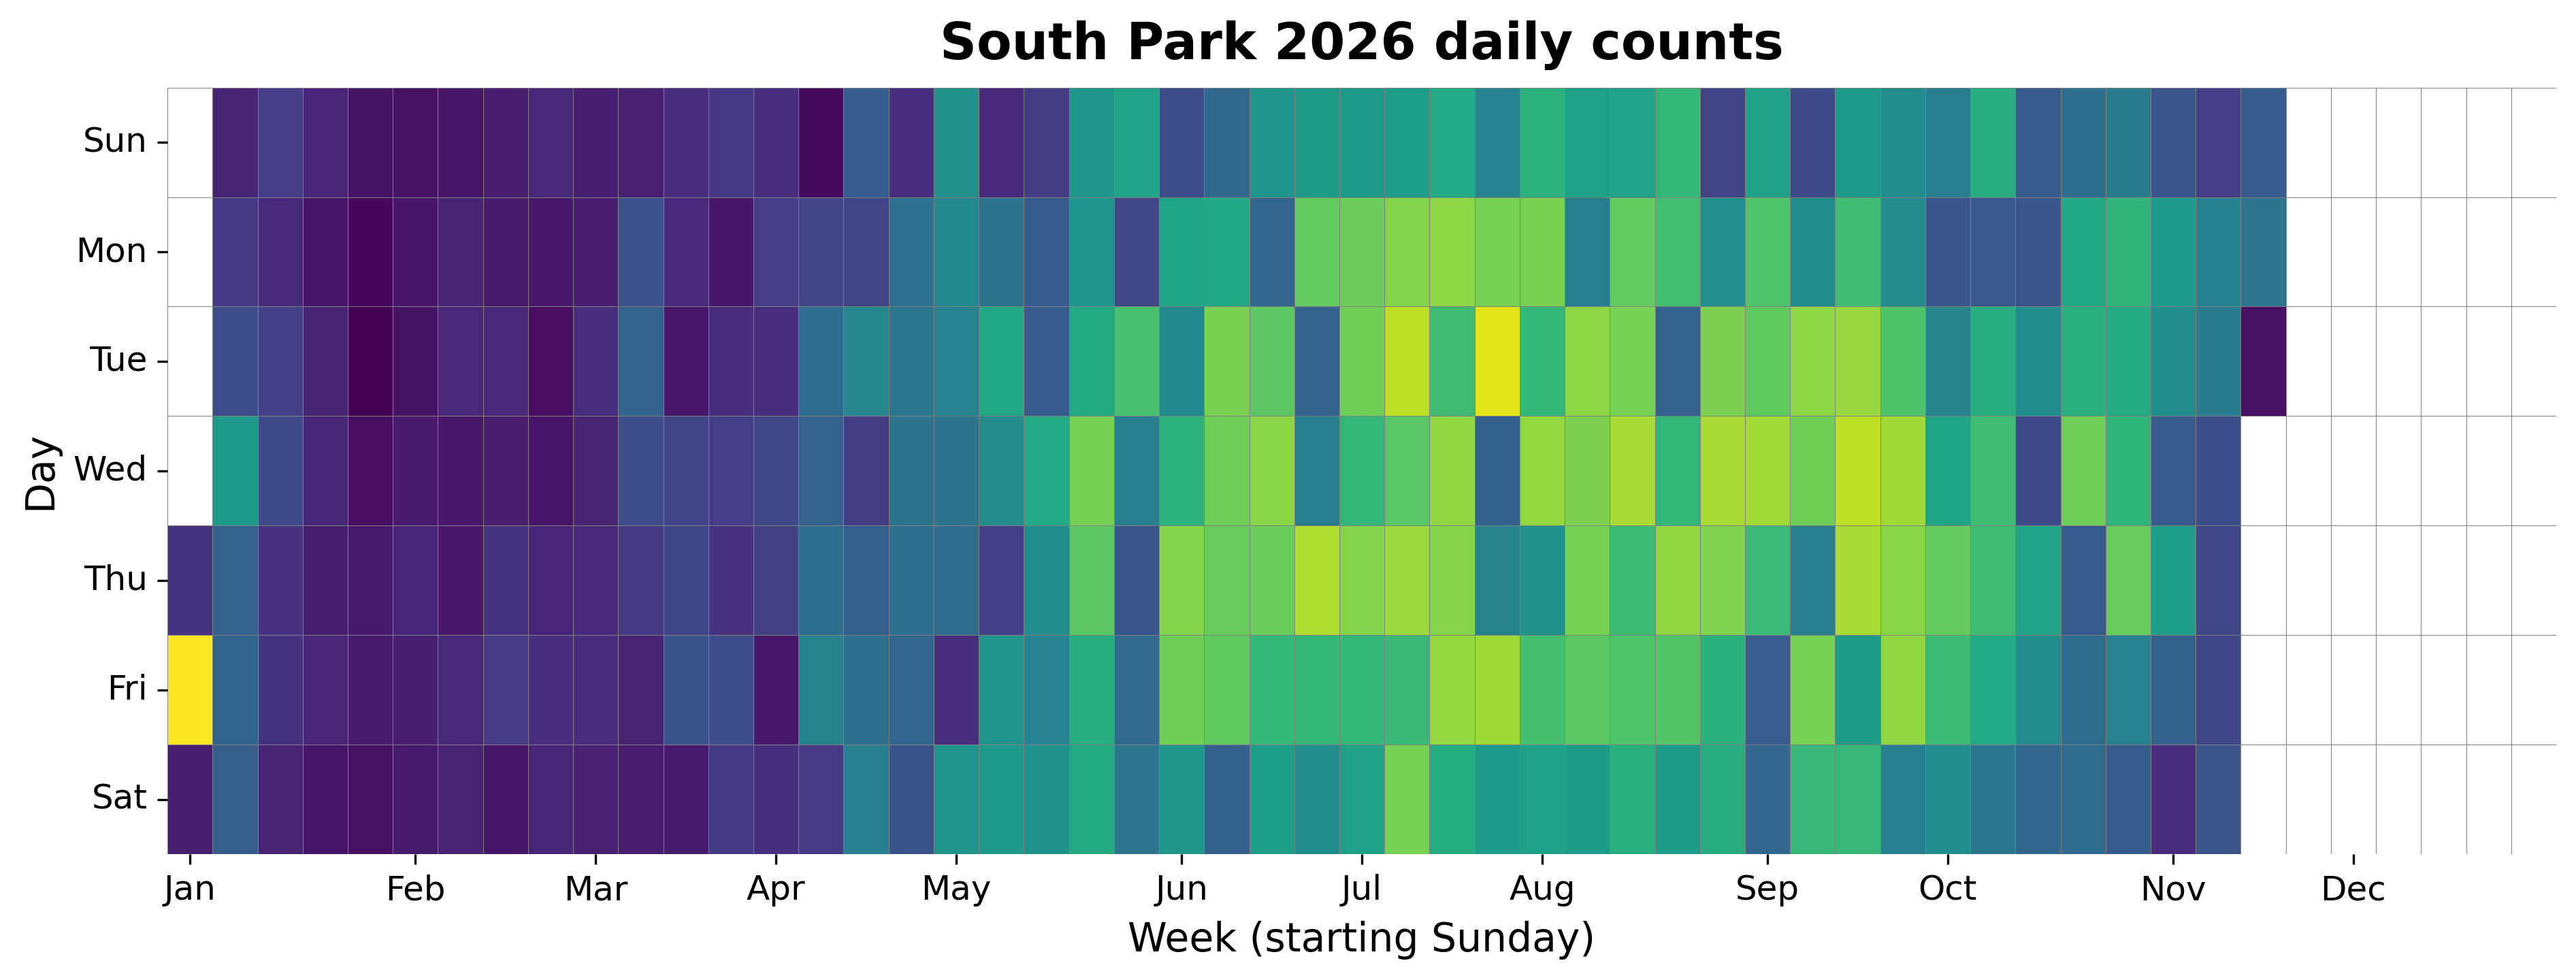 South Park 2026 daily counts
Day
Sun
Mon
Tue
Wed
Thu
Fri
Sat
Jan Feb Mar Apr May Jun Jul Aug Sep Oct Nov Dec
Week (starting Sunday)